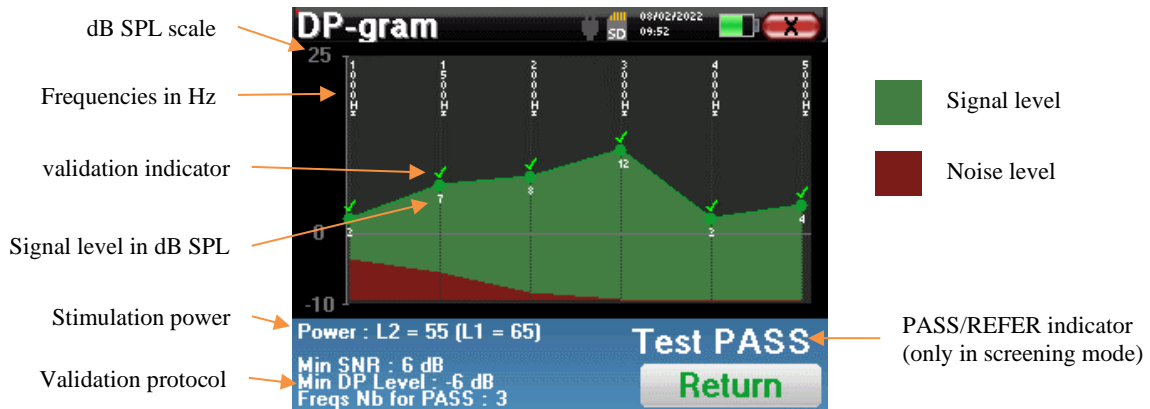 dB SPL scale
Frequencies in Hz
validation indicator
Signal level in dB SPL
Stimulation power
Validation protocol
DP-gram
SD
08/02/2022
09:52
X
25
0
-10
1000Hz
1500Hz
2000Hz
3000Hz
4000Hz
5000Hz
2
7
8
12
2
4
Power : L2 = 55 (L1 = 65)
Min SNR : 6 dB
Min DP Level : -6 dB
Freqs Nb for PASS : 3
Test PASS
Return
Signal level
Noise level
PASS/REFER indicator
(only in screening mode)